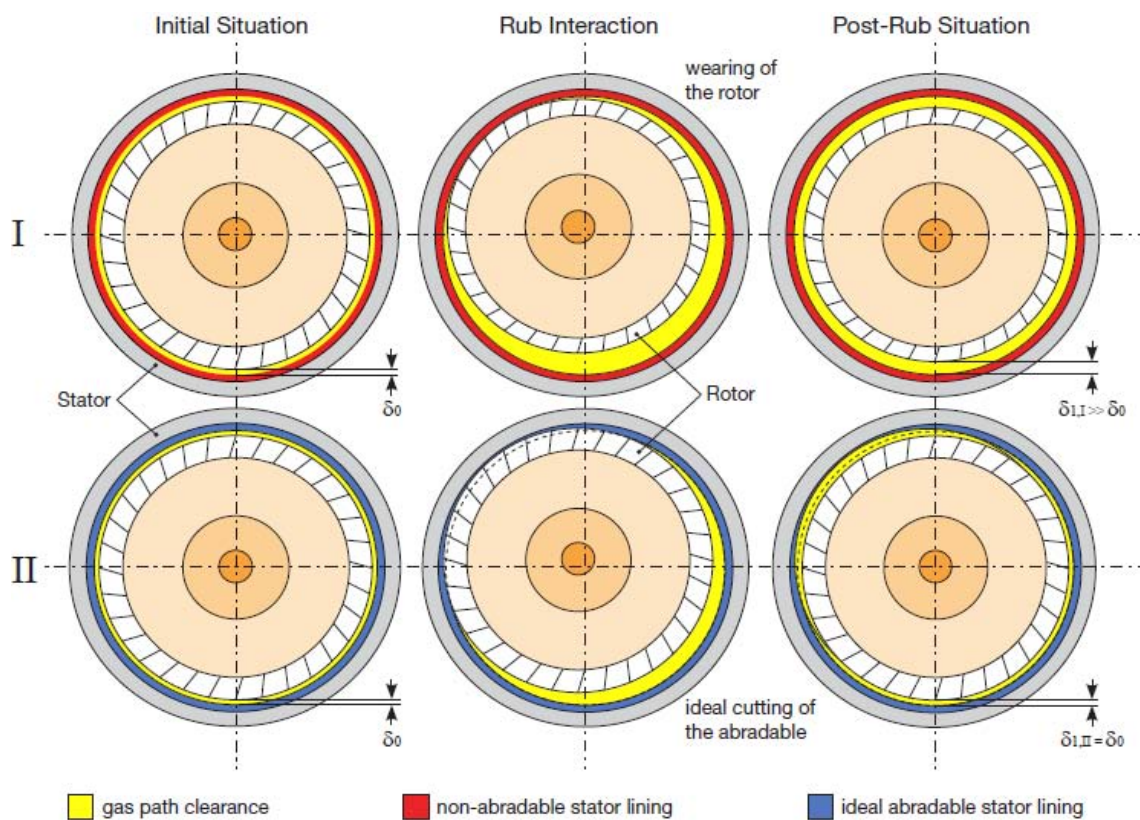 Initial Situation
Rub Interaction
Post-Rub Situation
wearing of
the rotor
I
Stator
δ0
Rotor
δ1,I >> δ0
II
δ0
ideal cutting of
the abradable
δ1,II = δ0
gas path clearance
non-abradable stator lining
ideal abradable stator lining